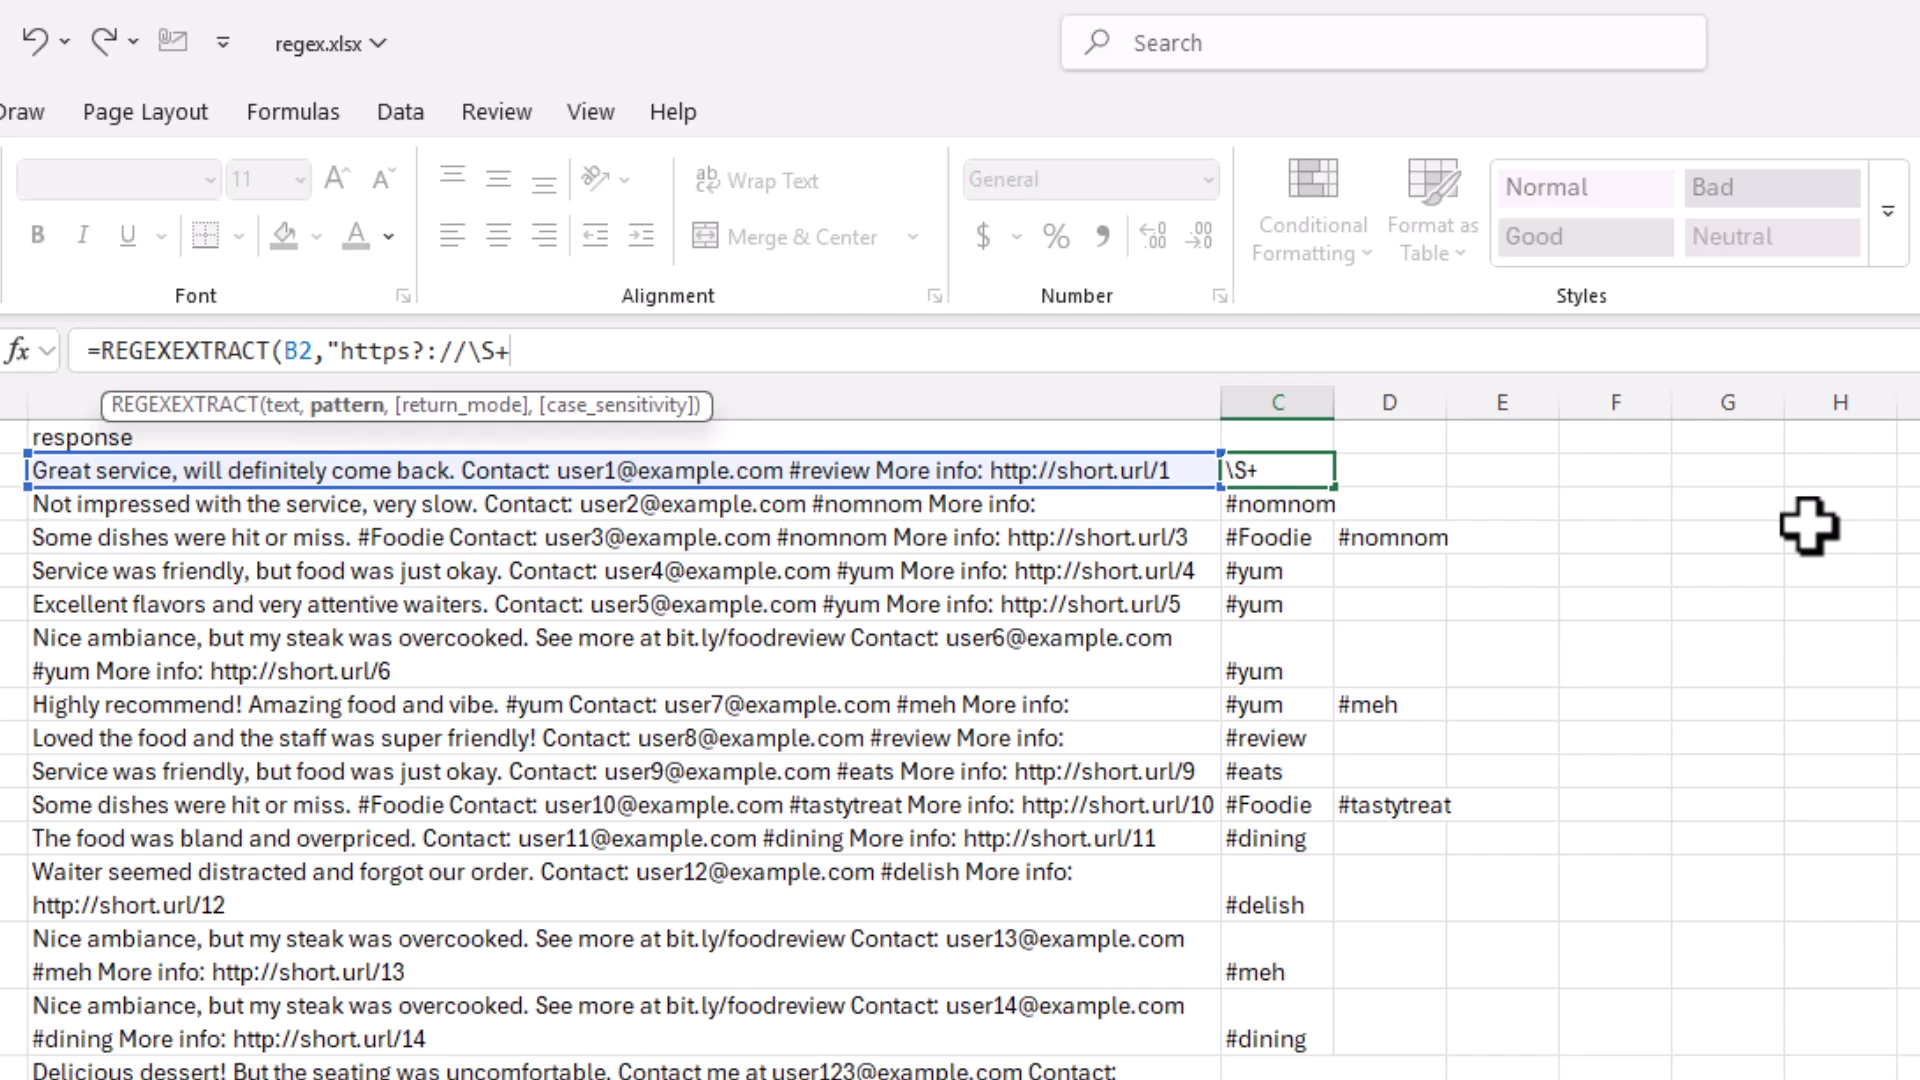 regex.xlsx
Search
Draw Page Layout Formulas Data Review View Help
11 A^ Aˇ
ab Wrap Text
General
Conditional Formatting
Format as Table
Normal Bad
B I U A
Merge & Center
$ % , .00 .00
Good Neutral
Font Alignment Number Styles
fx =REGEXEXTRACT(B2,"https?://\S+
REGEXEXTRACT(text, pattern, [return_mode], [case_sensitivity])
C D E F G H
response
Great service, will definitely come back. Contact: user1@example.com #review More info: http://short.url/1 \S+
Not impressed with the service, very slow. Contact: user2@example.com #nomnom More info: #nomnom
Some dishes were hit or miss. #Foodie Contact: user3@example.com #nomnom More info: http://short.url/3 #Foodie #nomnom
Service was friendly, but food was just okay. Contact: user4@example.com #yum More info: http://short.url/4 #yum
Excellent flavors and very attentive waiters. Contact: user5@example.com #yum More info: http://short.url/5 #yum
Nice ambiance, but my steak was overcooked. See more at bit.ly/foodreview Contact: user6@example.com
#yum More info: http://short.url/6 #yum
Highly recommend! Amazing food and vibe. #yum Contact: user7@example.com #meh More info: #yum #meh
Loved the food and the staff was super friendly! Contact: user8@example.com #review More info: #review
Service was friendly, but food was just okay. Contact: user9@example.com #eats More info: http://short.url/9 #eats
Some dishes were hit or miss. #Foodie Contact: user10@example.com #tastytreat More info: http://short.url/10 #Foodie #tastytreat
The food was bland and overpriced. Contact: user11@example.com #dining More info: http://short.url/11 #dining
Waiter seemed distracted and forgot our order. Contact: user12@example.com #delish More info:
http://short.url/12 #delish
Nice ambiance, but my steak was overcooked. See more at bit.ly/foodreview Contact: user13@example.com
#meh More info: http://short.url/13 #meh
Nice ambiance, but my steak was overcooked. See more at bit.ly/foodreview Contact: user14@example.com
#dining More info: http://short.url/14 #dining
Delicious dessert! But the seating was uncomfortable. Contact me at user123@example.com Contact: